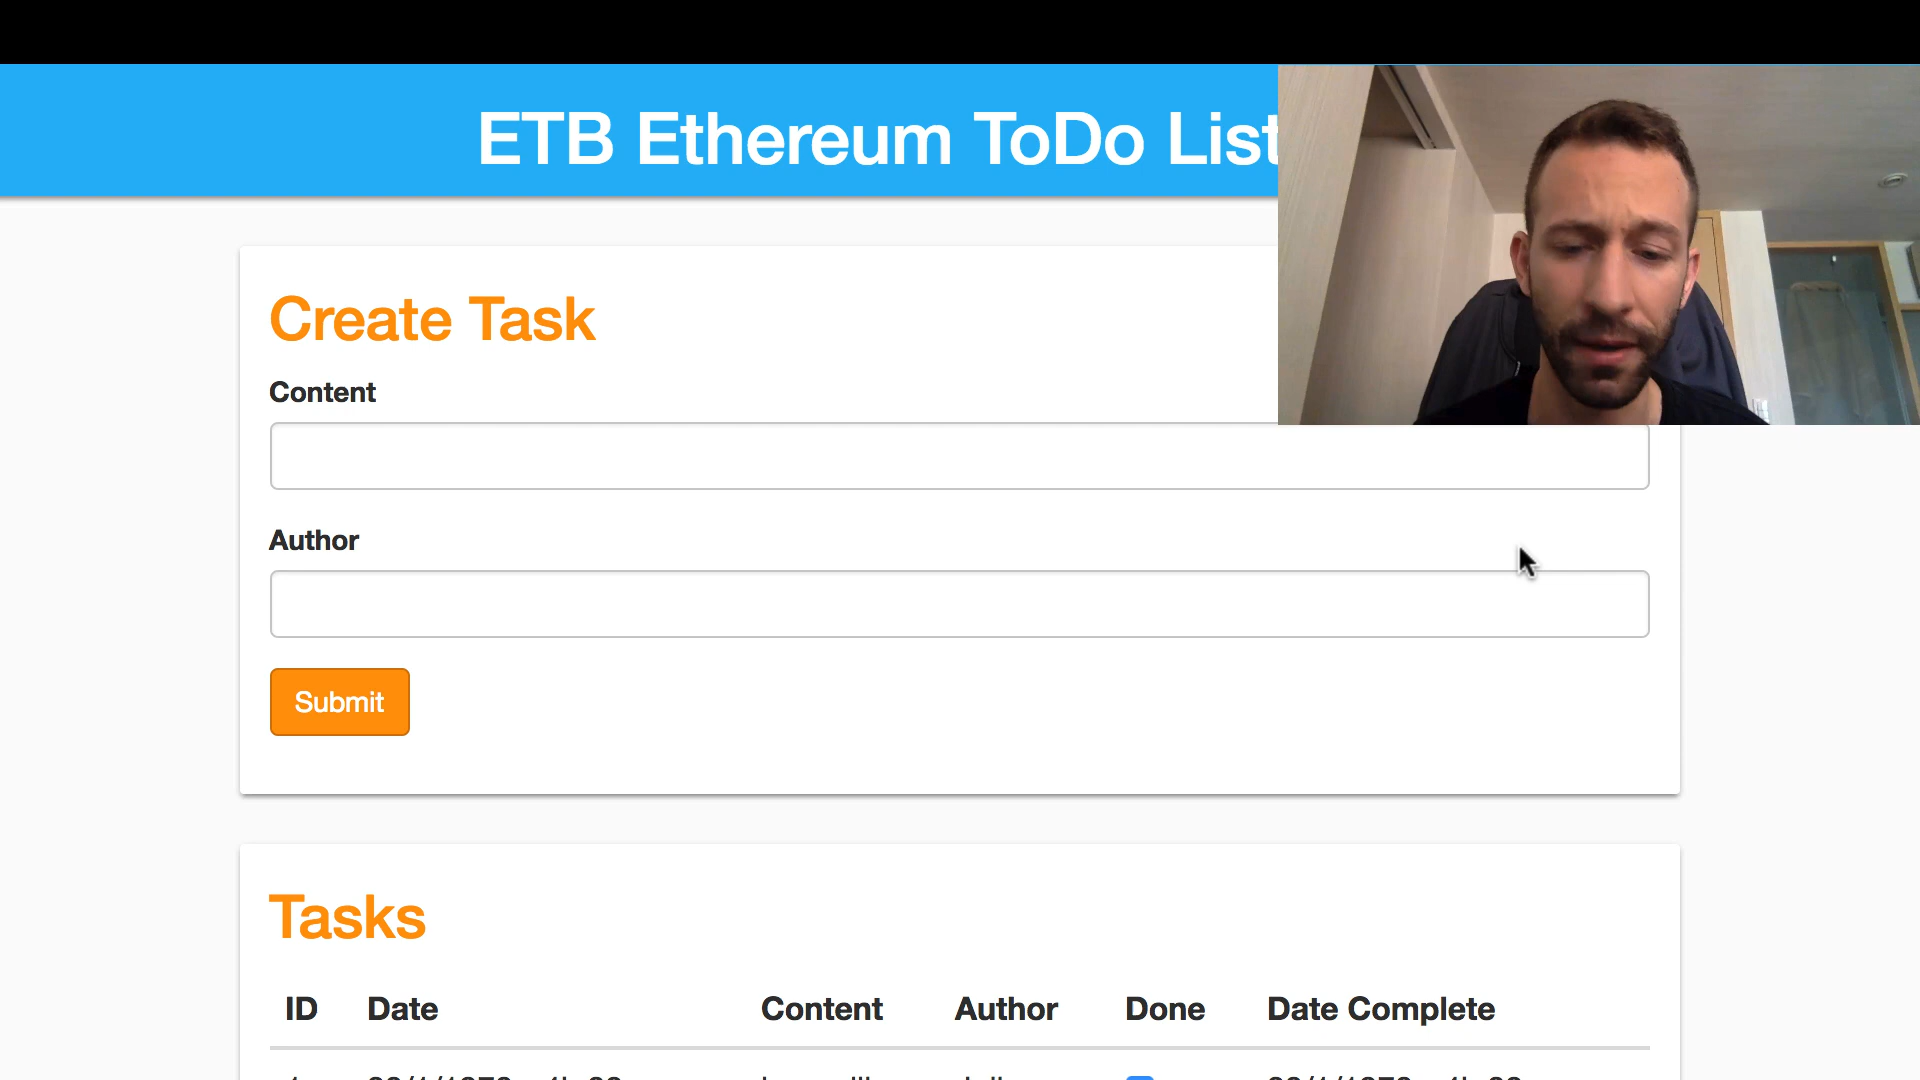 ETB Ethereum ToDo List
Create Task
Content
Author
Submit
Tasks
ID Date Content Author Done Date Complete